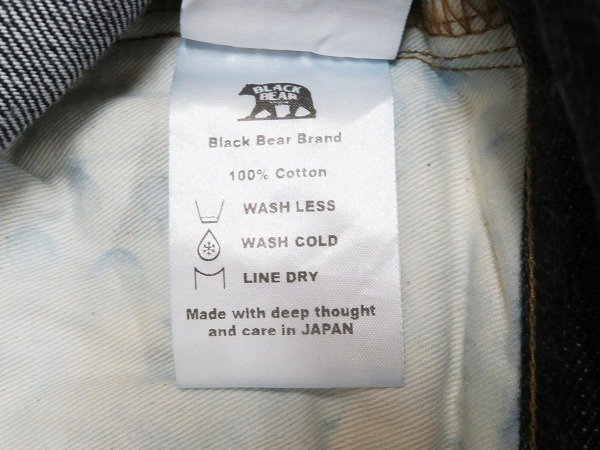 BLACK
BEAR
Black Bear Brand
100% Cotton
WASH LESS
WASH COLD
LINE DRY
Made with deep thought
and care in JAPAN